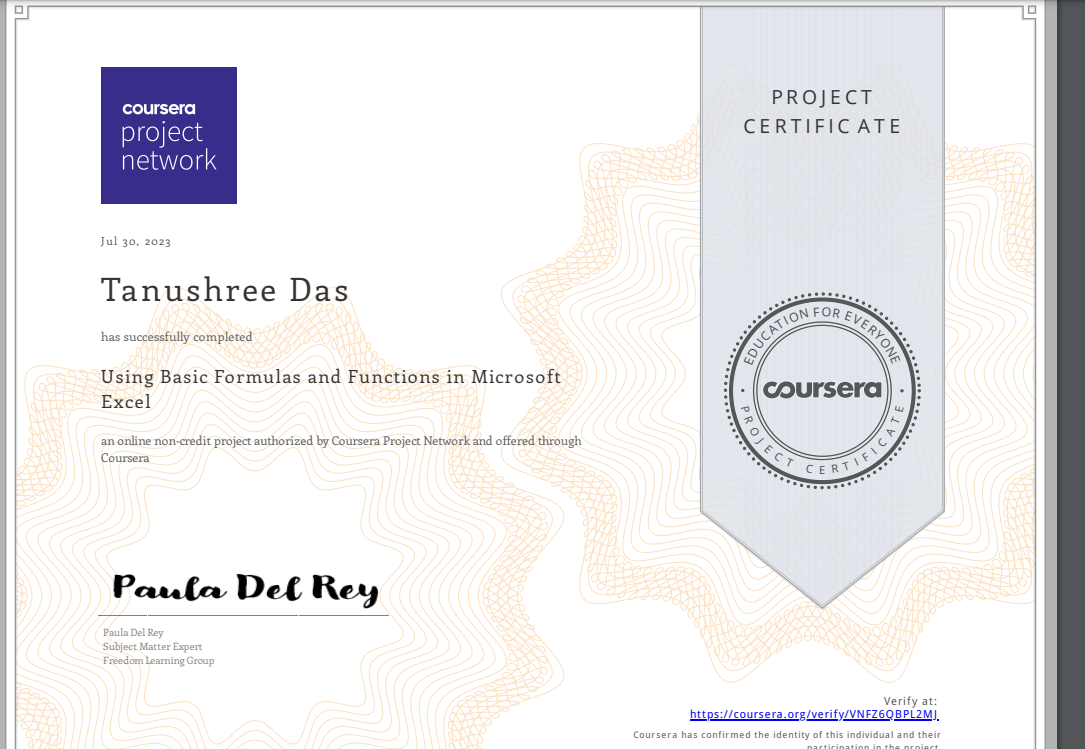 coursera
project
network
PROJECT
CERTIFICATE
Jul 30, 2023
Tanushree Das
has successfully completed
Using Basic Formulas and Functions in Microsoft
Excel
an online non-credit project authorized by Coursera Project Network and offered through
Coursera
EDUCATION FOR EVERYONE
coursera
PROJECT CERTIFICATE
Paula Del Rey
Paula Del Rey
Subject Matter Expert
Freedom Learning Group
Verify at:
https://coursera.org/verify/VNFZ6QBPL2MJ
Coursera has confirmed the identity of this individual and their
participation in the project